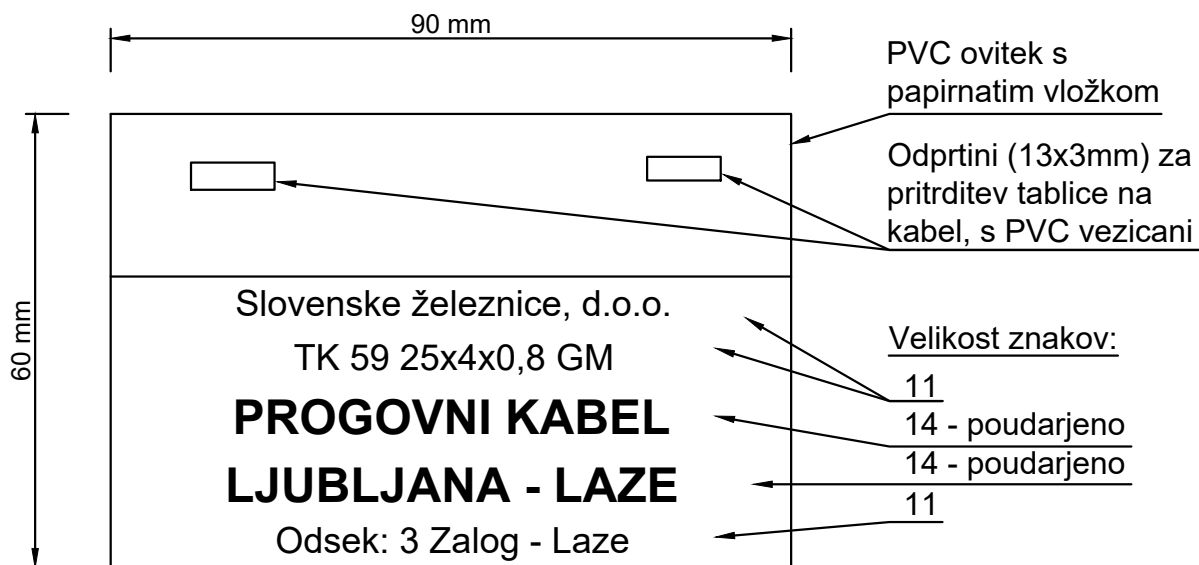 90 mm
60 mm
PVC ovitek s
papirnatim vložkom
Odprtini (13x3mm) za
pritrditev tablice na
kabel, s PVC vezicani
Slovenske železnice, d.o.o.
TK 59 25x4x0,8 GM
PROGOVNI KABEL
LJUBLJANA - LAZE
Odsek: 3 Zalog - Laze
Velikost znakov:
11
14 - poudarjeno
14 - poudarjeno
11